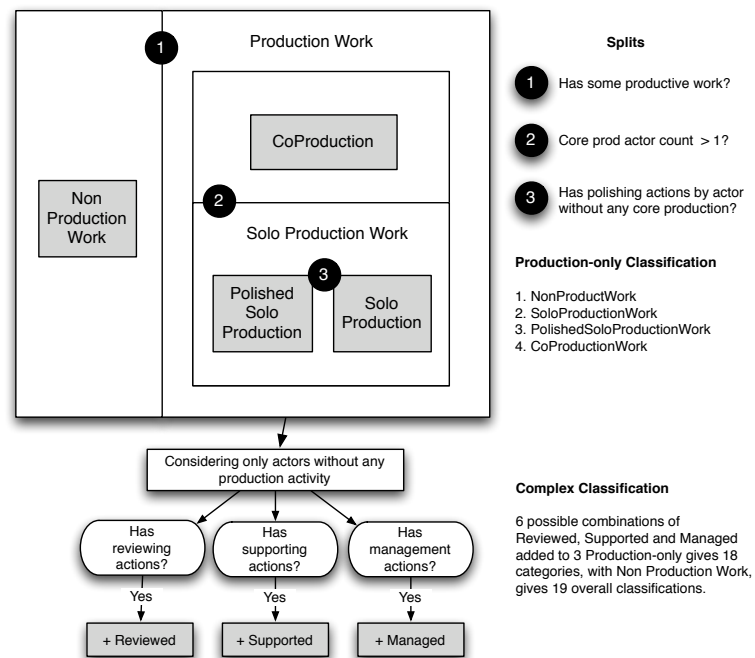 1
Production Work
CoProduction
Non
Production
Work
2
Solo Production Work
3
Polished
Solo
Production
Solo
Production
Splits
1 Has some productive work?
2 Core prod actor count > 1?
3 Has polishing actions by actor
without any core production?
Production-only Classification
1. NonProductWork
2. SoloProductionWork
3. PolishedSoloProductionWork
4. CoProductionWork
Considering only actors without any
production activity
Has
reviewing
actions?
Has
supporting
actions?
Has
management
actions?
Yes
Yes
Yes
+ Reviewed
+ Supported
+ Managed
Complex Classification
6 possible combinations of
Reviewed, Supported and Managed
added to 3 Production-only gives 18
categories, with Non Production Work,
gives 19 overall classifications.